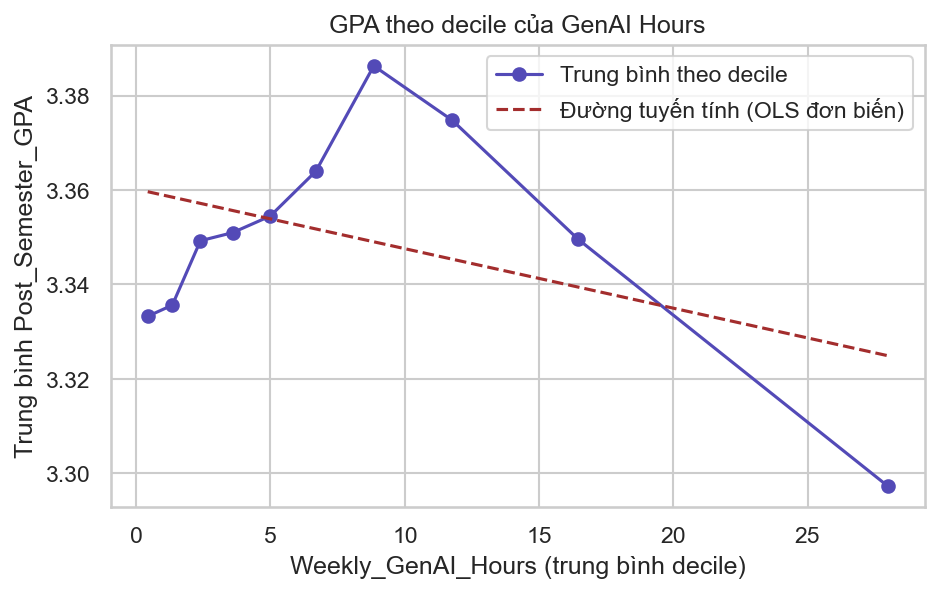 GPA theo decile của GenAI Hours
Trung bình theo decile
Đường tuyến tính (OLS đơn biến)
Trung bình Post_Semester_GPA
3.38
3.36
3.34
3.32
3.30
0 5 10 15 20 25
Weekly_GenAI_Hours (trung bình decile)